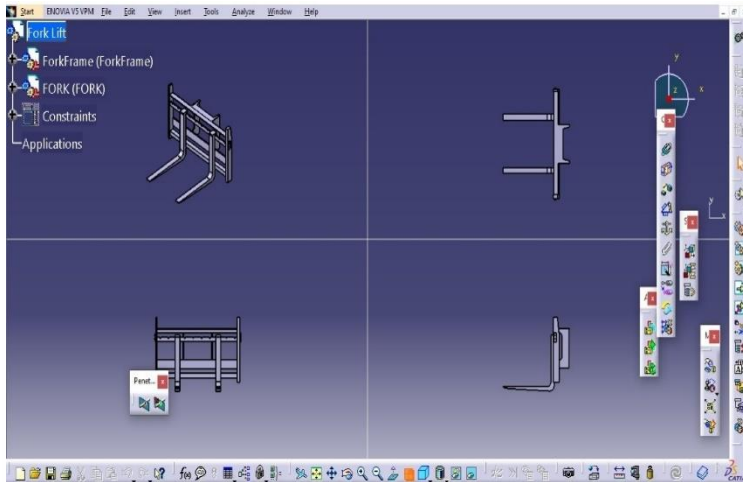 Start ENOVIA V5 VPM File Edit View Insert Tools Analyze Window Help
Fork Lift
ForkFrame (ForkFrame)
FORK (FORK)
Constraints
Applications
y
z x
y
x
Penet...
f(x)
CATIA